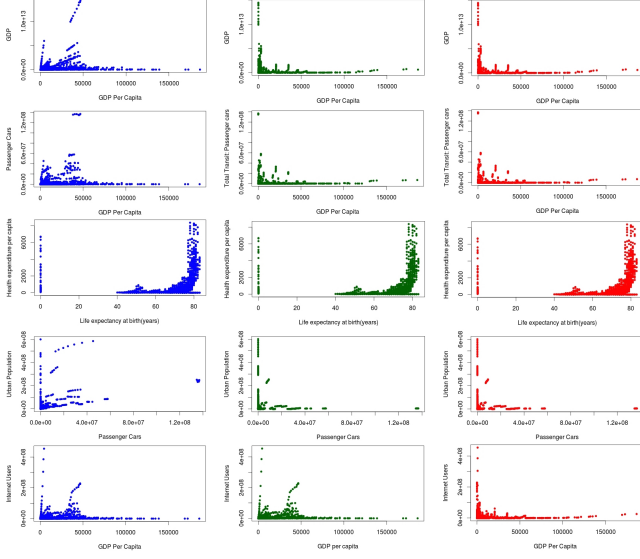 GDP
0.0e+00 1.0e+13
0 50000 100000 150000
GDP Per Capita
GDP
0.0e+00 1.0e+13
0 50000 100000 150000
GDP Per Capita
GDP
0.0e+00 1.0e+13
0 50000 100000 150000
GDP Per Capita
Passenger Cars
0.0e+00 6.0e+07 1.2e+08
0 50000 100000 150000
GDP Per Capita
Total Transit: Passenger cars
0.0e+00 6.0e+07 1.2e+08
0 50000 100000 150000
GDP Per Capita
Total Transit: Passenger cars
0.0e+00 6.0e+07 1.2e+08
0 50000 100000 150000
GDP Per Capita
Health expenditure per capita
0 2000 6000
0 20 40 60 80
Life expectancy at birth(years)
Health expenditure per capita
0 2000 6000
0 20 40 60 80
Life expectancy at birth(years)
Health expenditure per capita
0 2000 6000
0 20 40 60 80
Life expectancy at birth(years)
Urban Population
0e+00 2e+08 4e+08 6e+08
0.0e+00 4.0e+07 8.0e+07 1.2e+08
Passenger Cars
Urban Population
0e+00 2e+08 4e+08 6e+08
0.0e+00 4.0e+07 8.0e+07 1.2e+08
Passenger Cars
Urban Population
0e+00 2e+08 4e+08 6e+08
0.0e+00 4.0e+07 8.0e+07 1.2e+08
Passenger Cars
Internet Users
0e+00 2e+08 4e+08
0 50000 100000 150000
GDP Per Capita
Internet Users
0e+00 2e+08 4e+08
0 50000 100000 150000
GDP per capita
Internet Users
0e+00 2e+08 4e+08
0 50000 100000 150000
GDP Per Capita